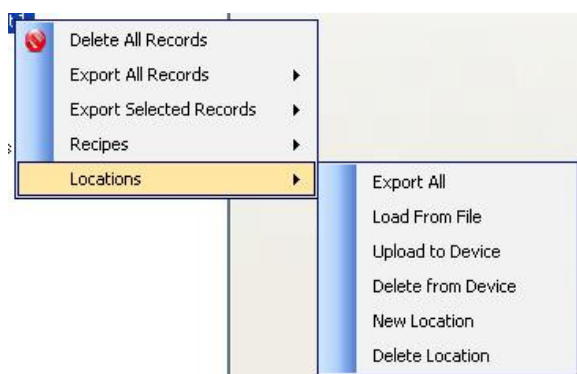 Delete All Records
Export All Records
Export Selected Records
Recipes
Locations
Export All
Load From File
Upload to Device
Delete from Device
New Location
Delete Location